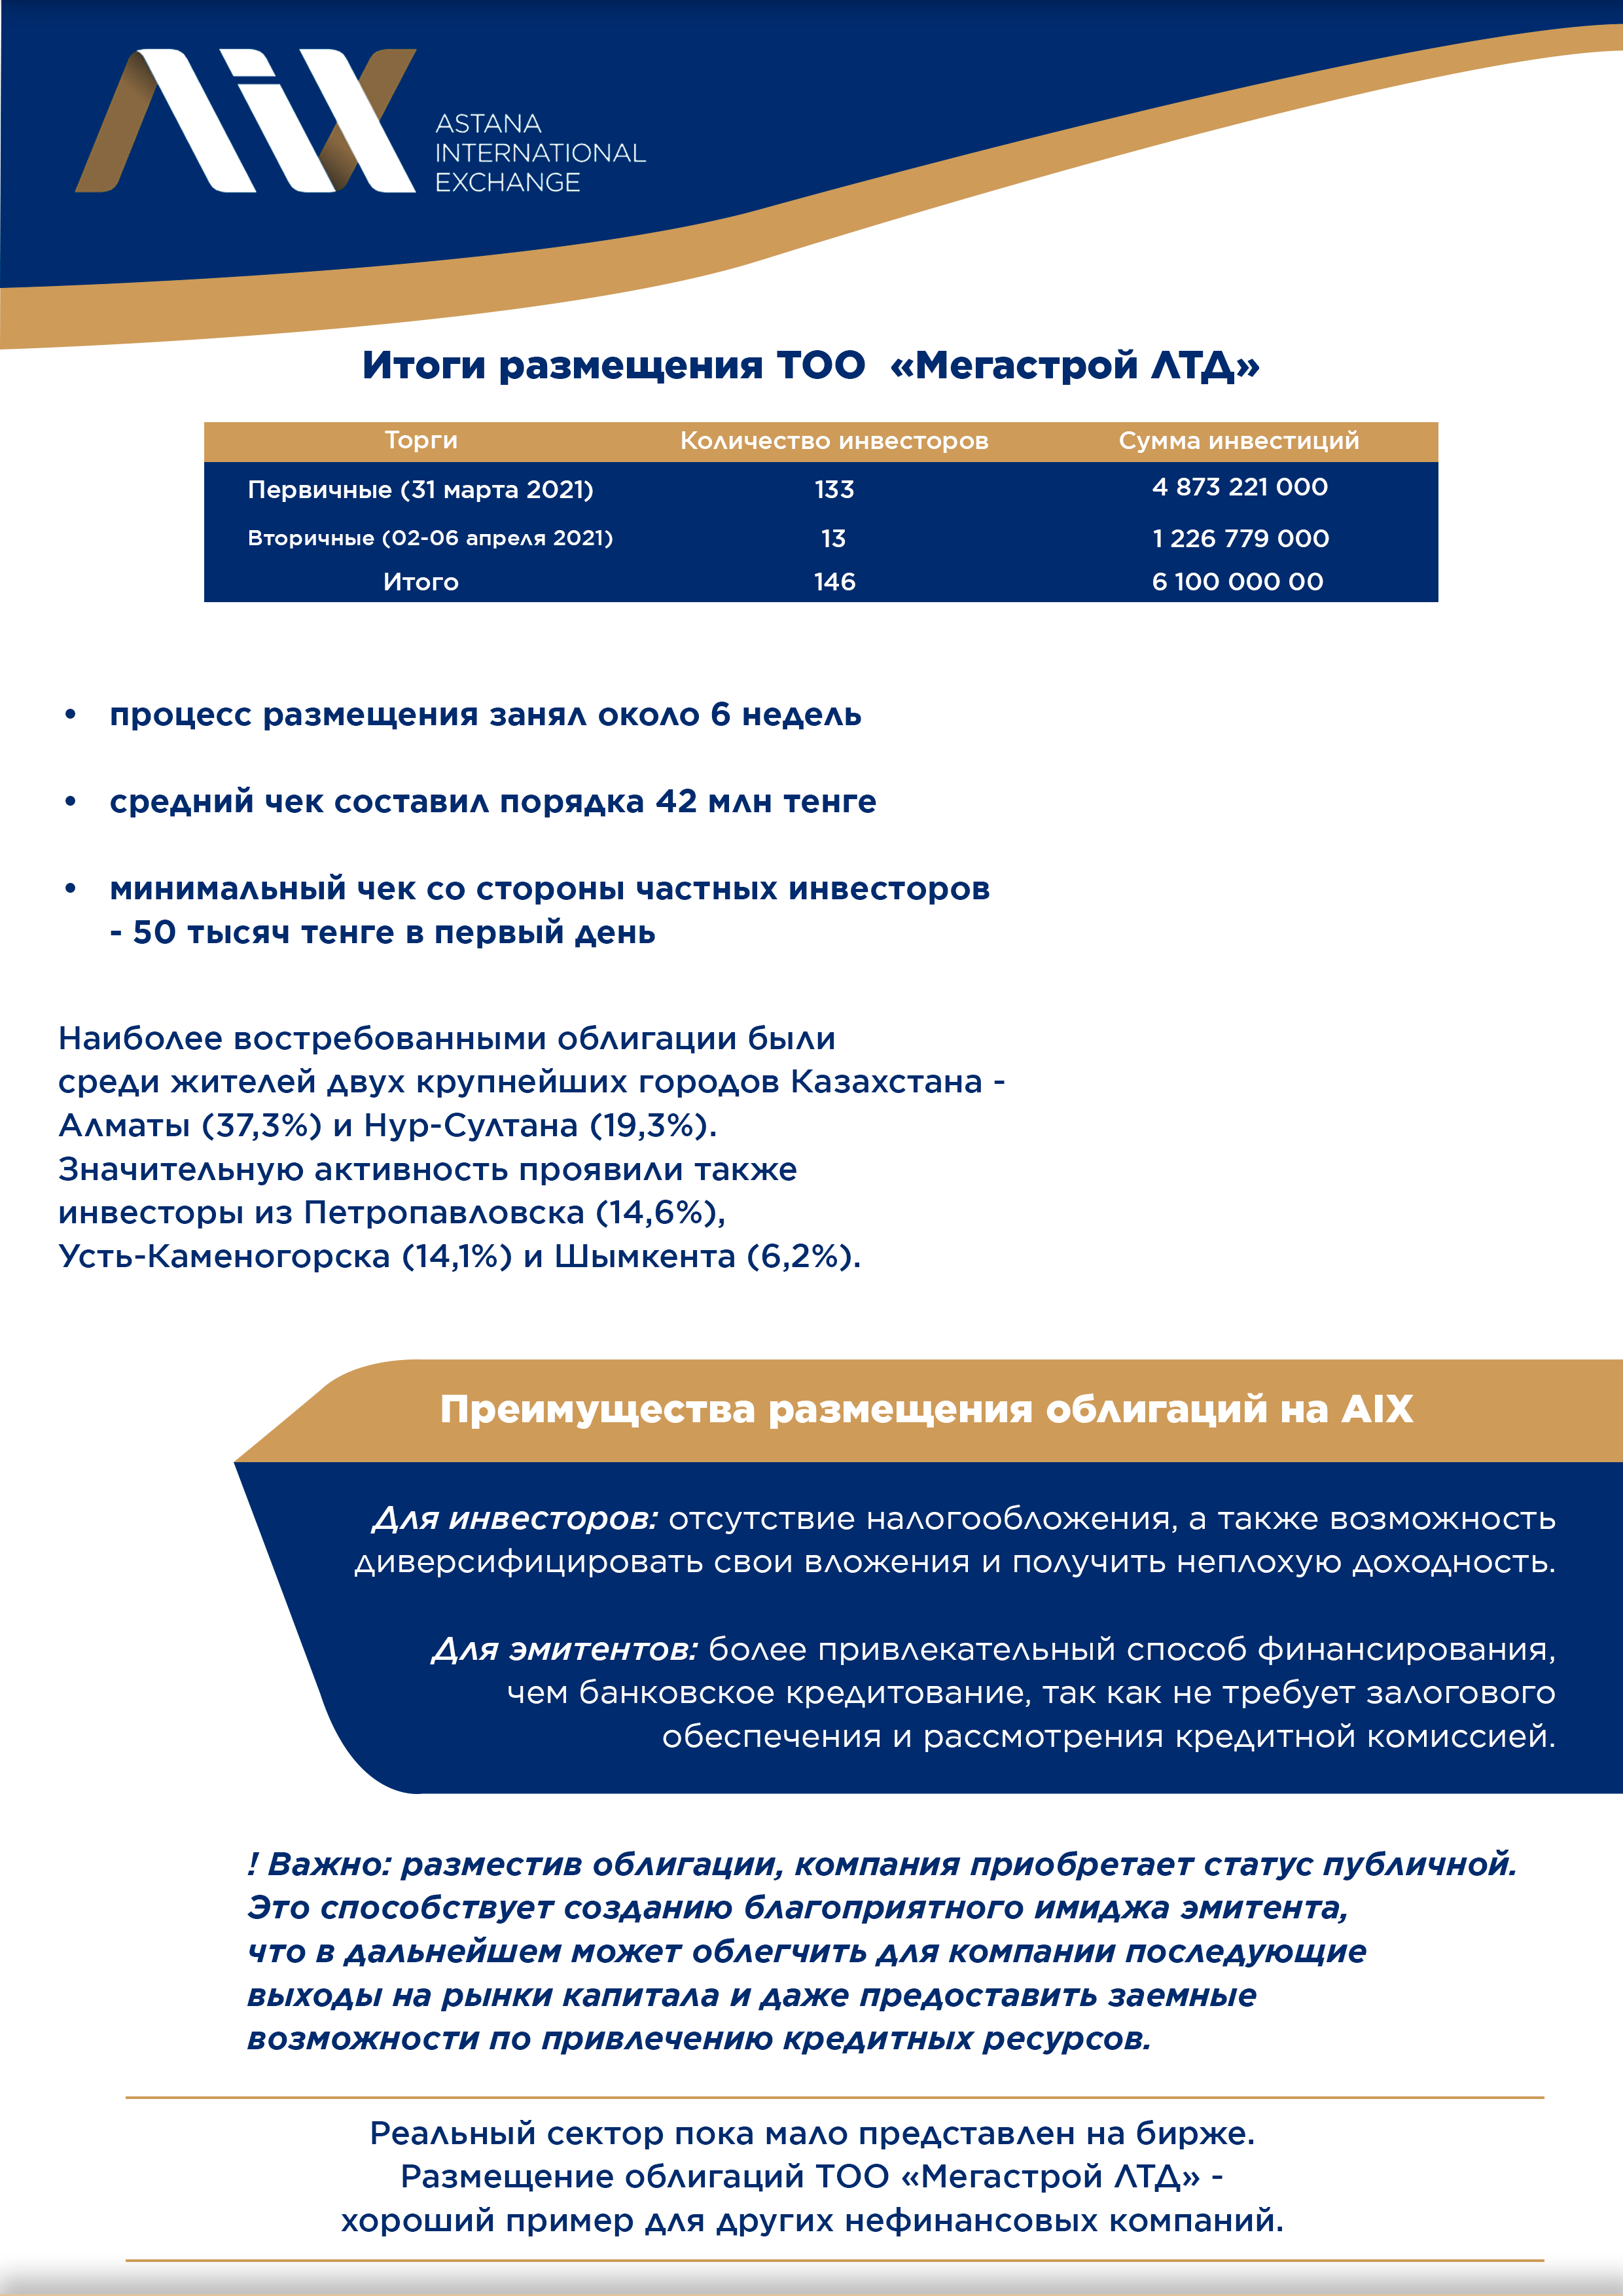 AiX
ASTANA
INTERNATIONAL
EXCHANGE
Итоги размещения ТОО «Мегастрой ЛТД»
Торги Количество инвесторов Сумма инвестиций
Первичные (31 марта 2021) 133 4 873 221 000
Вторичные (02-06 апреля 2021) 13 1 226 779 000
Итого 146 6 100 000 00
• процесс размещения занял около 6 недель
• средний чек составил порядка 42 млн тенге
• минимальный чек со стороны частных инвесторов
- 50 тысяч тенге в первый день
Наиболее востребованными облигации были
среди жителей двух крупнейших городов Казахстана -
Алматы (37,3%) и Нур-Султана (19,3%).
Значительную активность проявили также
инвесторы из Петропавловска (14,6%),
Усть-Каменогорска (14,1%) и Шымкента (6,2%).
Преимущества размещения облигаций на AIX
Для инвесторов: отсутствие налогообложения, а также возможность
диверсифицировать свои вложения и получить неплохую доходность.
Для эмитентов: более привлекательный способ финансирования,
чем банковское кредитование, так как не требует залогового
обеспечения и рассмотрения кредитной комиссией.
! Важно: разместив облигации, компания приобретает статус публичной.
Это способствует созданию благоприятного имиджа эмитента,
что в дальнейшем может облегчить для компании последующие
выходы на рынки капитала и даже предоставить заемные
возможности по привлечению кредитных ресурсов.
Реальный сектор пока мало представлен на бирже.
Размещение облигаций ТОО «Мегастрой ЛТД» -
хороший пример для других нефинансовых компаний.